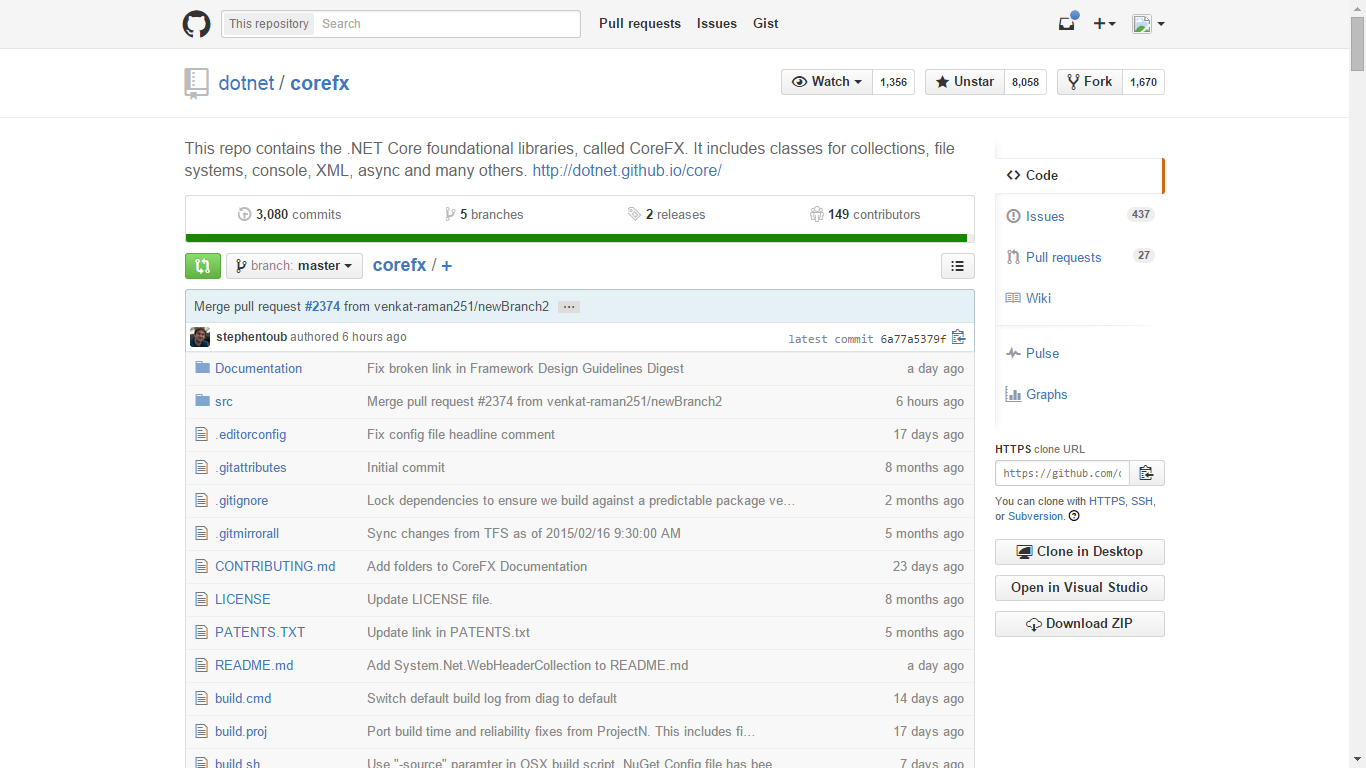 This repository Search Pull requests Issues Gist
dotnet / corefx Watch 1,356 Unstar 8,058 Fork 1,670
This repo contains the .NET Core foundational libraries, called CoreFX. It includes classes for collections, file
systems, console, XML, async and many others. http://dotnet.github.io/core/
3,080 commits 5 branches 2 releases 149 contributors
branch: master corefx / +
Merge pull request #2374 from venkat-raman251/newBranch2 ...
stephentoub authored 6 hours ago latest commit 6a77a5379f
Documentation Fix broken link in Framework Design Guidelines Digest a day ago
src Merge pull request #2374 from venkat-raman251/newBranch2 6 hours ago
.editorconfig Fix config file headline comment 17 days ago
.gitattributes Initial commit 8 months ago
.gitignore Lock dependencies to ensure we build against a predictable package ve… 2 months ago
.gitmirrorall Sync changes from TFS as of 2015/02/16 9:30:00 AM 5 months ago
CONTRIBUTING.md Add folders to CoreFX Documentation 23 days ago
LICENSE Update LICENSE file. 8 months ago
PATENTS.TXT Update link in PATENTS.txt 5 months ago
README.md Add System.Net.WebHeaderCollection to README.md a day ago
build.cmd Switch default build log from diag to default 14 days ago
build.proj Port build time and reliability fixes from ProjectN. This includes fi… 17 days ago
build.sh Use "-source" paramter in OSX build script, NuGet.Config file has bee 7 days ago
Code
Issues 437
Pull requests 27
Wiki
Pulse
Graphs
HTTPS clone URL
https://github.com/
You can clone with HTTPS, SSH,
or Subversion.
Clone in Desktop
Open in Visual Studio
Download ZIP